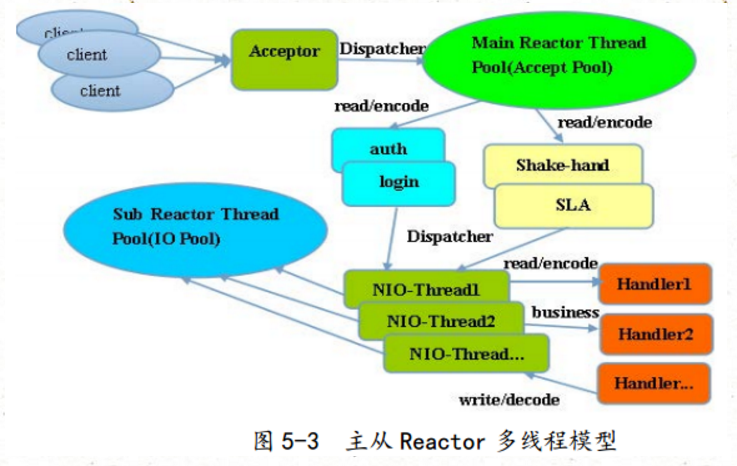 client
client
client
Acceptor
Dispatcher
Main Reactor Thread
Pool(Accept Pool)
read/encode
read/encode
auth
login
Shake-hand
SLA
Sub Reactor Thread
Pool(IO Pool)
Dispatcher
NIO-Thread1
NIO-Thread2
NIO-Thread...
read/encode
business
write/decode
Handler1
Handler2
Handler...
图 5-3 主从 Reactor 多线程模型